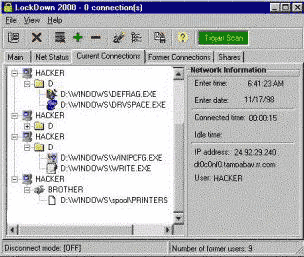 LockDown 2000 - 0 connection(s)
File View Help
Trojan Scan
Main Net Status Current Connections Former Connections Shares
HACKER
D
D:\WINDOWS\DEFRAG.EXE
D:\WINDOWS\DRVSPACE.EXE
HACKER
D
HACKER
D
D:\WINDOWS\WINIPCFG.EXE
D:\WINDOWS\WRITE.EXE
HACKER
BROTHER
D:\WINDOWS\spool\PRINTERS
Network Information
Enter time: 6:41:23 AM
Enter date: 11/17/98
Connected time: 00:00:15
Idle time:
IP address: 24.92.29.240
dt0c0nf0.tampabay.rr.com
User: HACKER
Disconnect mode: [OFF]
Number of former users: 9